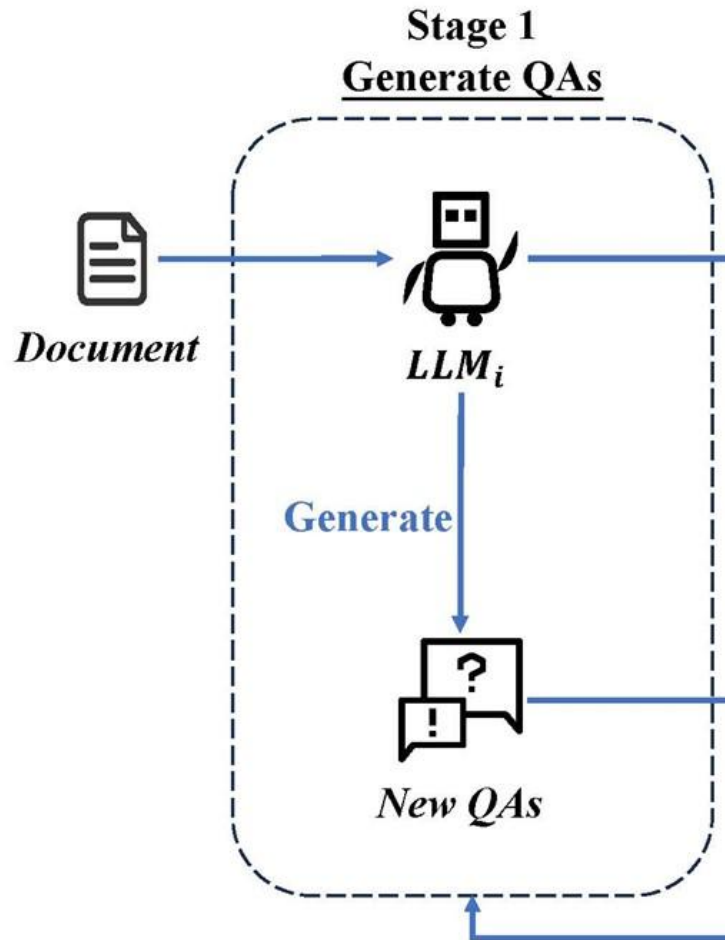 Stage 1
Generate QAs
Document
LLMᵢ
Generate
?
!
New QAs